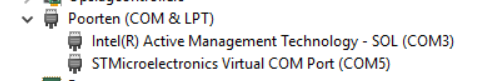 Poorten (COM & LPT)
Intel(R) Active Management Technology - SOL (COM3)
STMicroelectronics Virtual COM Port (COM5)